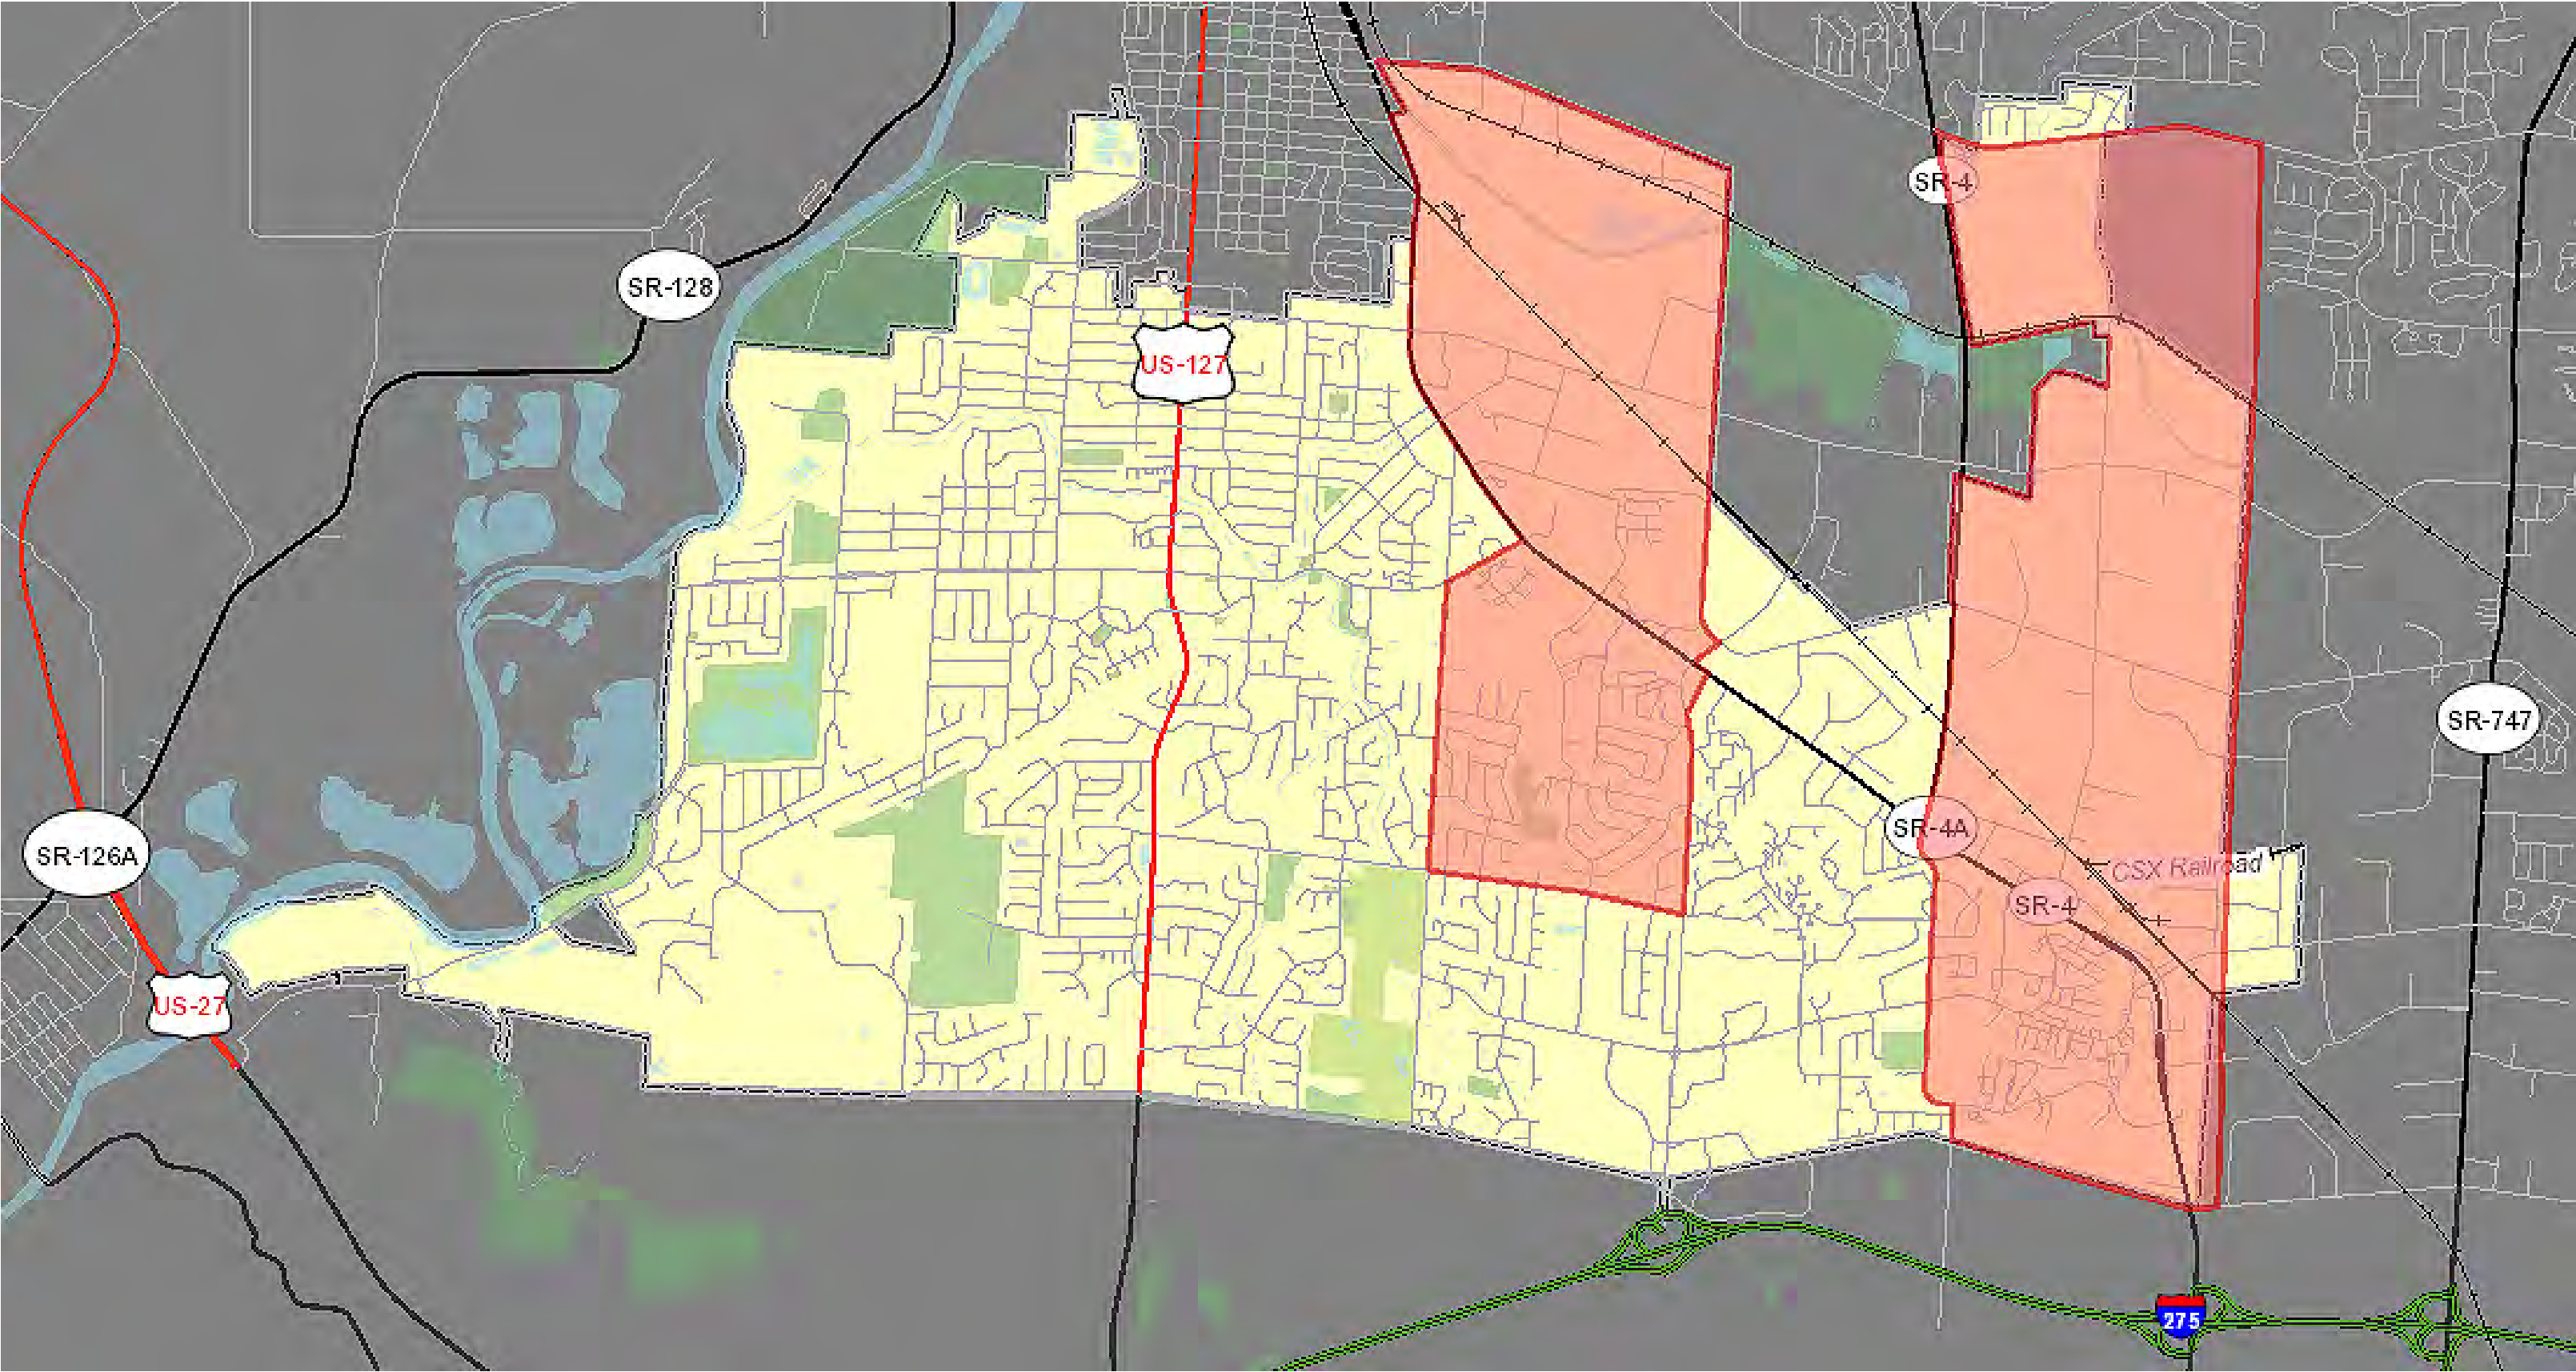 SR-4
SR-128
US-127
SR-747
SR-4A
SR-126A
CSX Railroad
SR-4
US-27
275